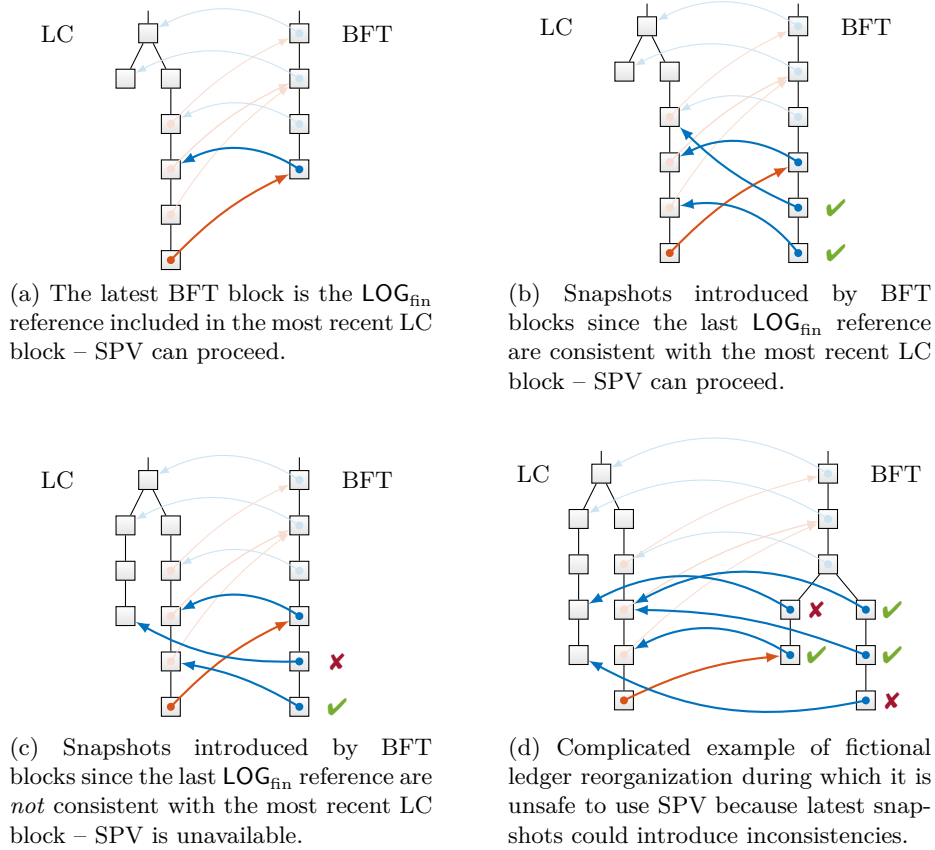 LC
BFT
(a) The latest BFT block is the LOGfin
reference included in the most recent LC
block – SPV can proceed.
LC
BFT
(b) Snapshots introduced by BFT
blocks since the last LOGfin reference
are consistent with the most recent LC
block – SPV can proceed.
LC
BFT
(c) Snapshots introduced by BFT
blocks since the last LOGfin reference are
not consistent with the most recent LC
block – SPV is unavailable.
LC
BFT
(d) Complicated example of fictional
ledger reorganization during which it is
unsafe to use SPV because latest snap-
shots could introduce inconsistencies.